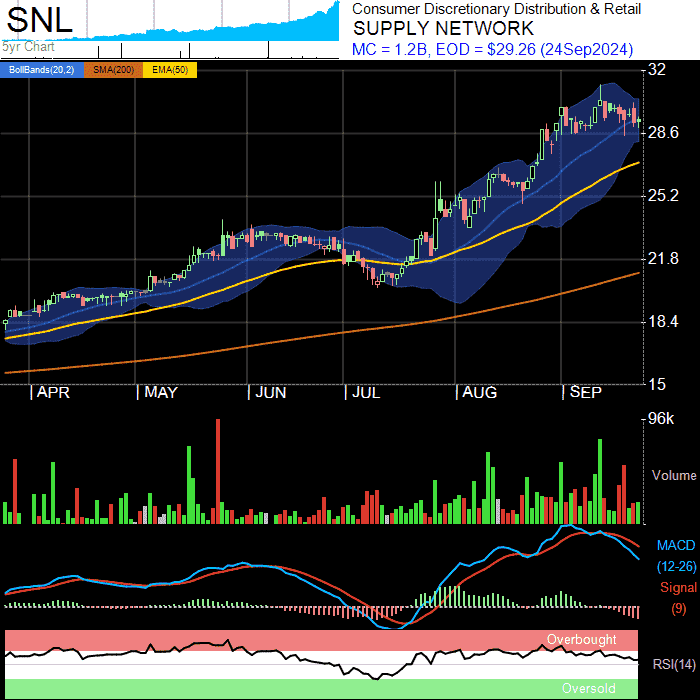 SNL
5yr Chart
Consumer Discretionary Distribution & Retail
SUPPLY NETWORK
MC = 1.2B, EOD = $29.26 (24Sep2024)
BollBands(20,2) SMA(200) EMA(50)
32
28.6
25.2
21.8
18.4
15
APR MAY JUN JUL AUG SEP
96k
Volume
MACD
(12-26)
Signal
(9)
Overbought
RSI(14)
Oversold